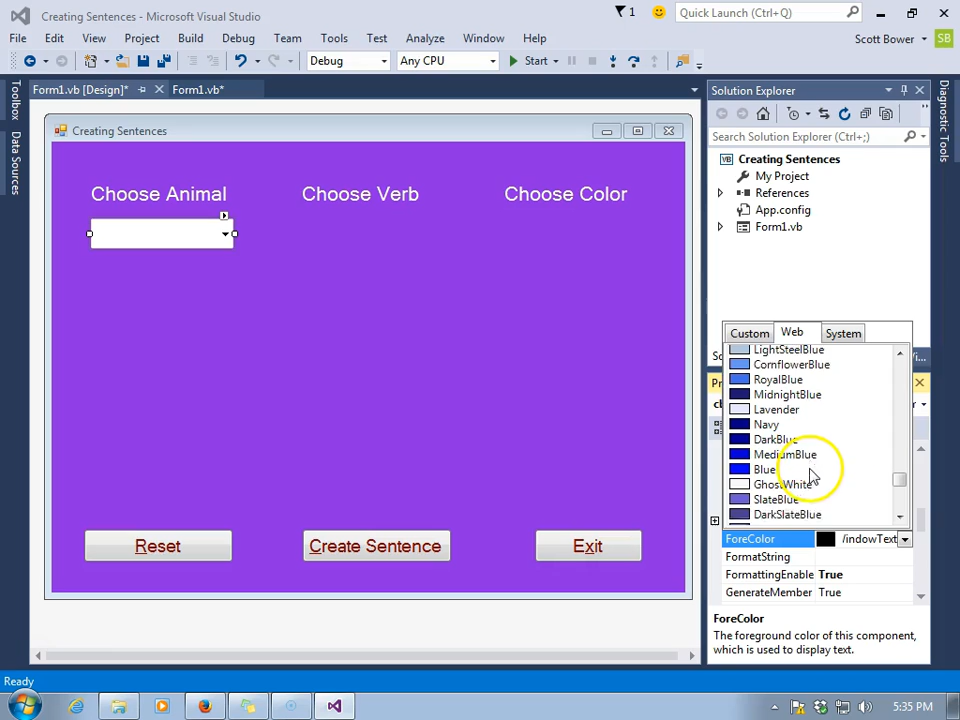 Creating Sentences - Microsoft Visual Studio
1
Quick Launch (Ctrl+Q)
File Edit View Project Build Debug Team Tools Test Analyze Window Help
Scott Bower SB
Debug Any CPU Start
Form1.vb [Design]* Form1.vb*
Toolbox
Data Sources
Creating Sentences
Choose Animal Choose Verb Choose Color
Reset Create Sentence Exit
Solution Explorer
Search Solution Explorer (Ctrl+;)
VB Creating Sentences
My Project
References
App.config
Form1.vb
Diagnostic Tools
Custom Web System
LightSteelBlue
CornflowerBlue
RoyalBlue
MidnightBlue
Lavender
Navy
DarkBlue
MediumBlue
Blue
GhostWhite
SlateBlue
DarkSlateBlue
ForeColor /indowText
FormatString
FormattingEnable True
GenerateMember True
ForeColor
The foreground color of this component,
which is used to display text.
Ready
5:35 PM